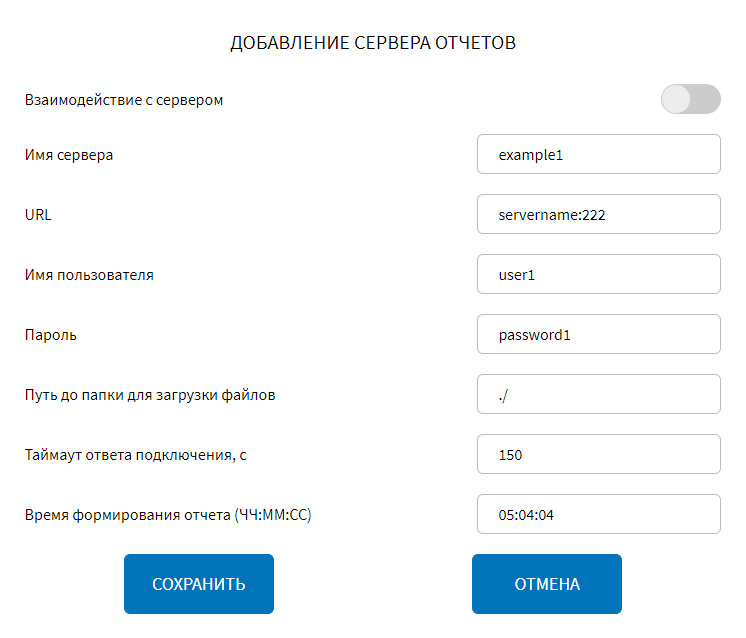 ДОБАВЛЕНИЕ СЕРВЕРА ОТЧЕТОВ
Взаимодействие с сервером
Имя сервера example1
URL servername:222
Имя пользователя user1
Пароль password1
Путь до папки для загрузки файлов ./
Таймаут ответа подключения, с 150
Время формирования отчета (ЧЧ:ММ:СС) 05:04:04
СОХРАНИТЬ ОТМЕНА